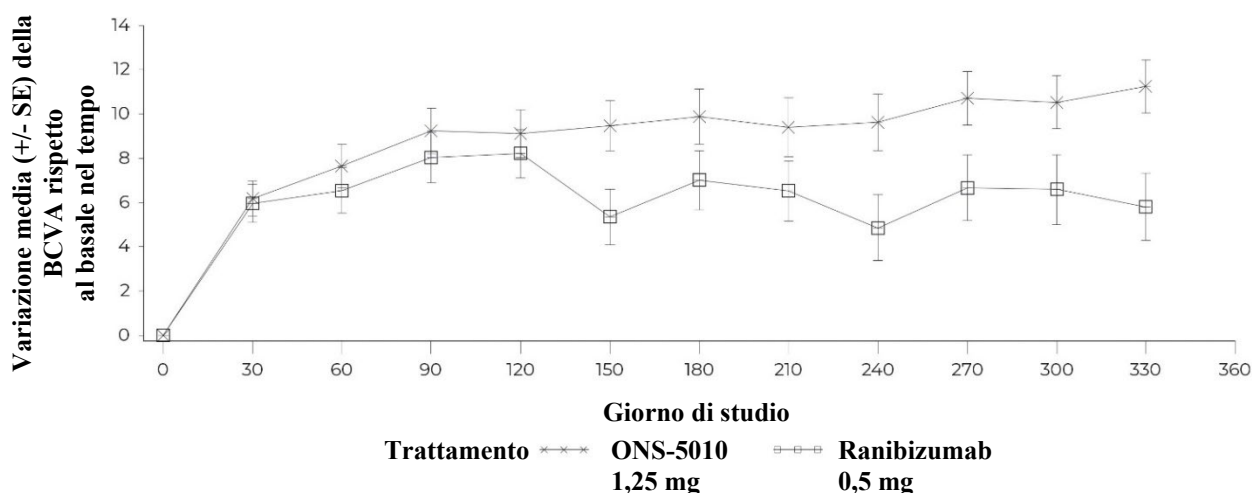 Variazione media (+/- SE) della
BCVA rispetto
al basale nel tempo
14
12
10
8
6
4
2
0
0 30 60 90 120 150 180 210 240 270 300 330 360
Giorno di studio
Trattamento ONS-5010 Ranibizumab
1,25 mg 0,5 mg